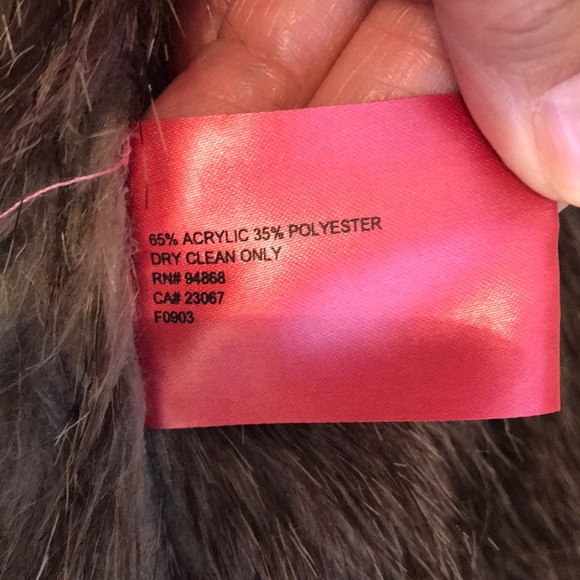 65% ACRYLIC 35% POLYESTER
DRY CLEAN ONLY
RN# 94868
CA# 23067
F0903